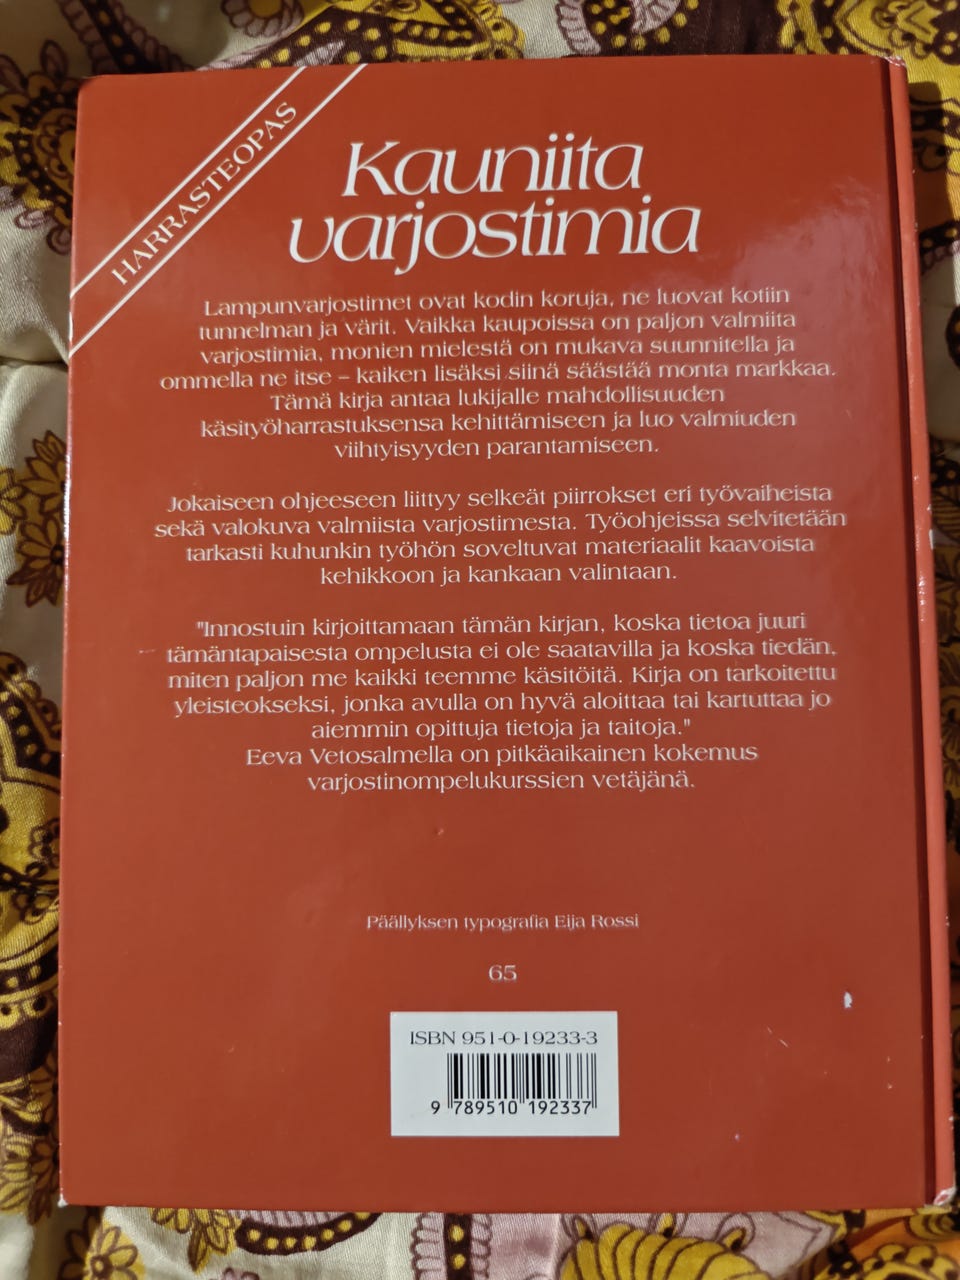 HARRASTEOPAS
Kauniita
varjostimia
Lampunvarjostimet ovat kodin koruja, ne luovat kotiin
tunnelman ja värit. Vaikka kaupoissa on paljon valmiita
varjostimia, monien mielestä on mukava suunnitella ja
ommella ne itse – kaiken lisäksi siinä säästää monta markkaa.
Tämä kirja antaa lukijalle mahdollisuuden
käsityöharrastuksensa kehittämiseen ja luo valmiuden
viihtyisyyden parantamiseen.
Jokaiseen ohjeeseen liittyy selkeät piirrokset eri työvaiheista
sekä valokuva valmiista varjostimesta. Työohjeissa selvitetään
tarkasti kuhunkin työhön soveltuvat materiaalit kaavoista
kehikkoon ja kankaan valintaan.
"Innostuin kirjoittamaan tämän kirjan, koska tietoa juuri
tämäntapaisesta ompelusta ei ole saatavilla ja koska tiedän,
miten paljon me kaikki teemme käsitöitä. Kirja on tarkoitettu
yleisteokseksi, jonka avulla on hyvä aloittaa tai kartuttaa jo
aiemmin opittuja tietoja ja taitoja."
Eeva Vetosalmella on pitkäaikainen kokemus
varjostinompelukurssien vetäjänä.
Päällyksen typografia Eija Rossi
65
ISBN 951-0-19233-3
9 789510 192337